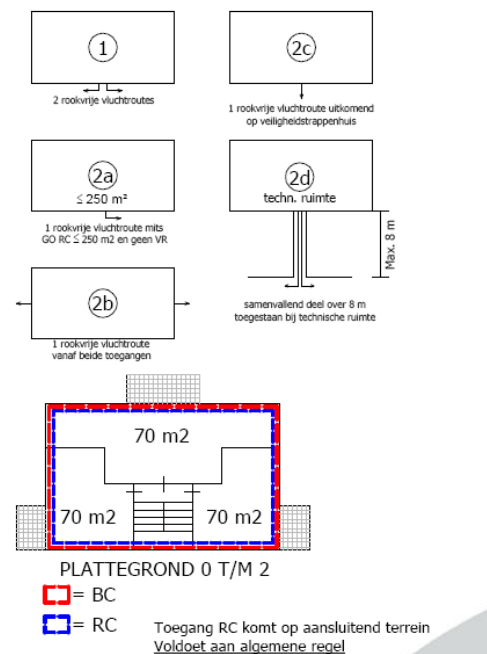 1
2 rookvrije vluchtroutes
2c
1 rookvrije vluchtroute uitkomend
op veiligheidstrappenhuis
2a
≤ 250 m²
1 rookvrije vluchtroute mits
GO RC ≤ 250 m2 en geen VR
2d
techn. ruimte
Max. 8 m
samenvallend deel over 8 m
toegestaan bij technische ruimte
2b
1 rookvrije vluchtroute
vanaf beide toegangen
70 m2
70 m2
70 m2
PLATTEGROND 0 T/M 2
= BC
= RC
Toegang RC komt op aansluitend terrein
Voldoet aan algemene regel